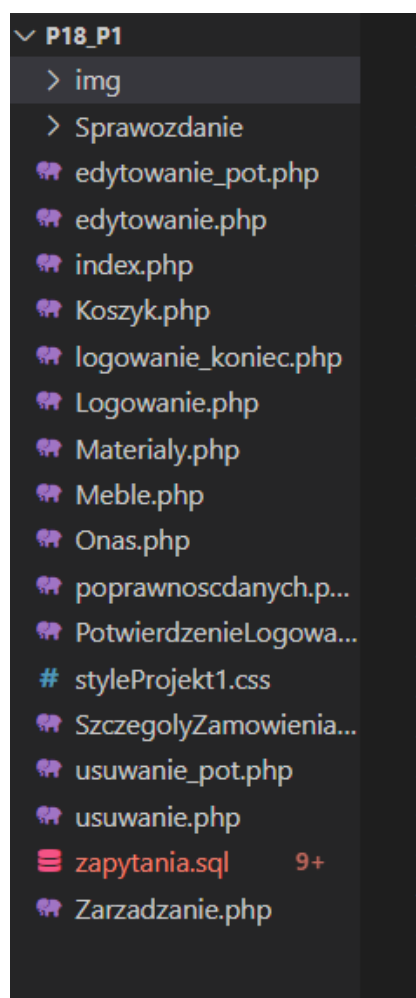 P18_P1
img
Sprawozdanie
edytowanie_pot.php
edytowanie.php
index.php
Koszyk.php
logowanie_koniec.php
Logowanie.php
Materialy.php
Meble.php
Onas.php
poprawnoscdanych.p...
PotwierdzenieLogowa...
# styleProjekt1.css
SzczegolyZamowienia...
usuwanie_pot.php
usuwanie.php
zapytania.sql 9+
Zarzadzanie.php